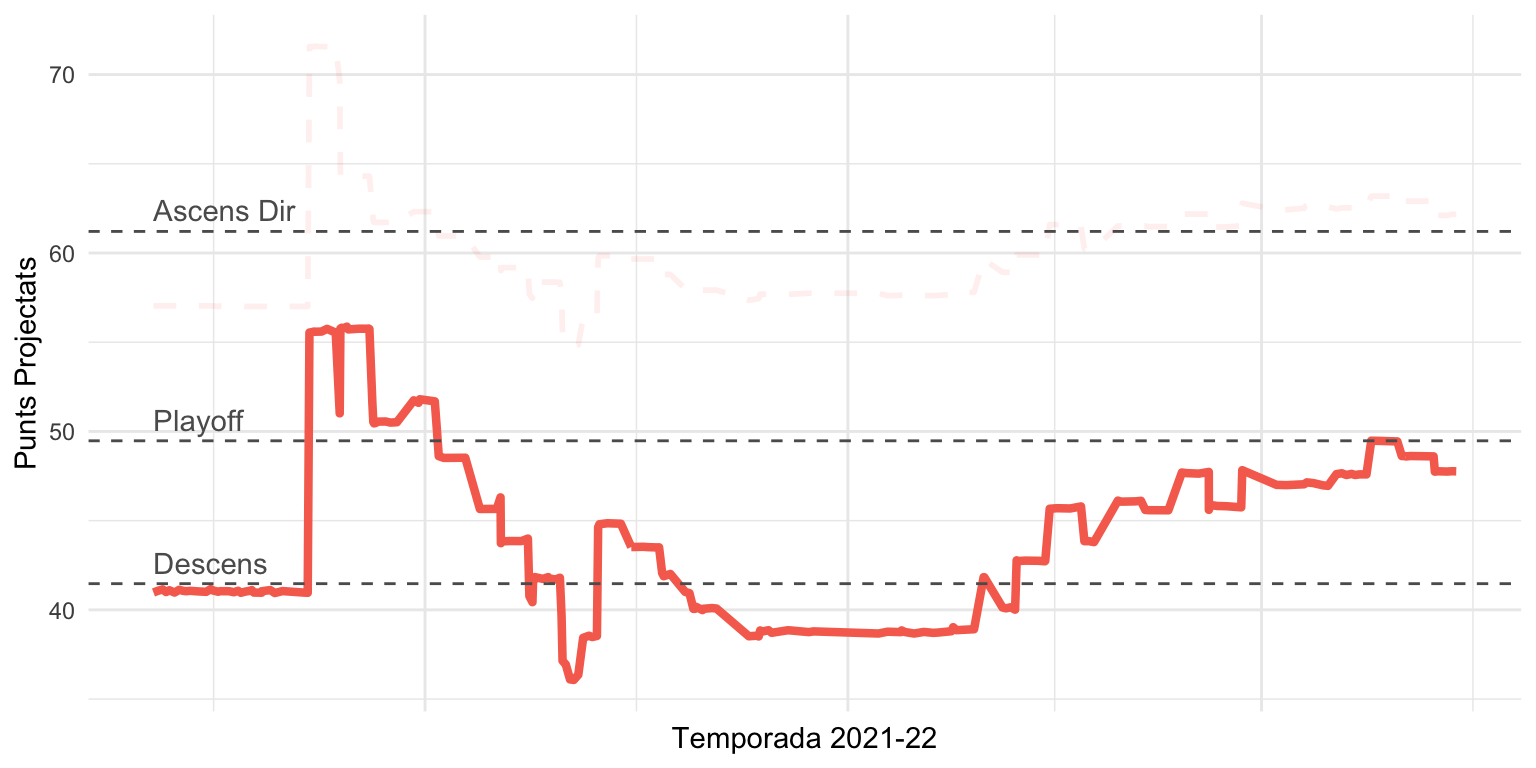 70
Ascens Dir
60
Playoff
50
Descens
40
Punts Projectats
Temporada 2021-22